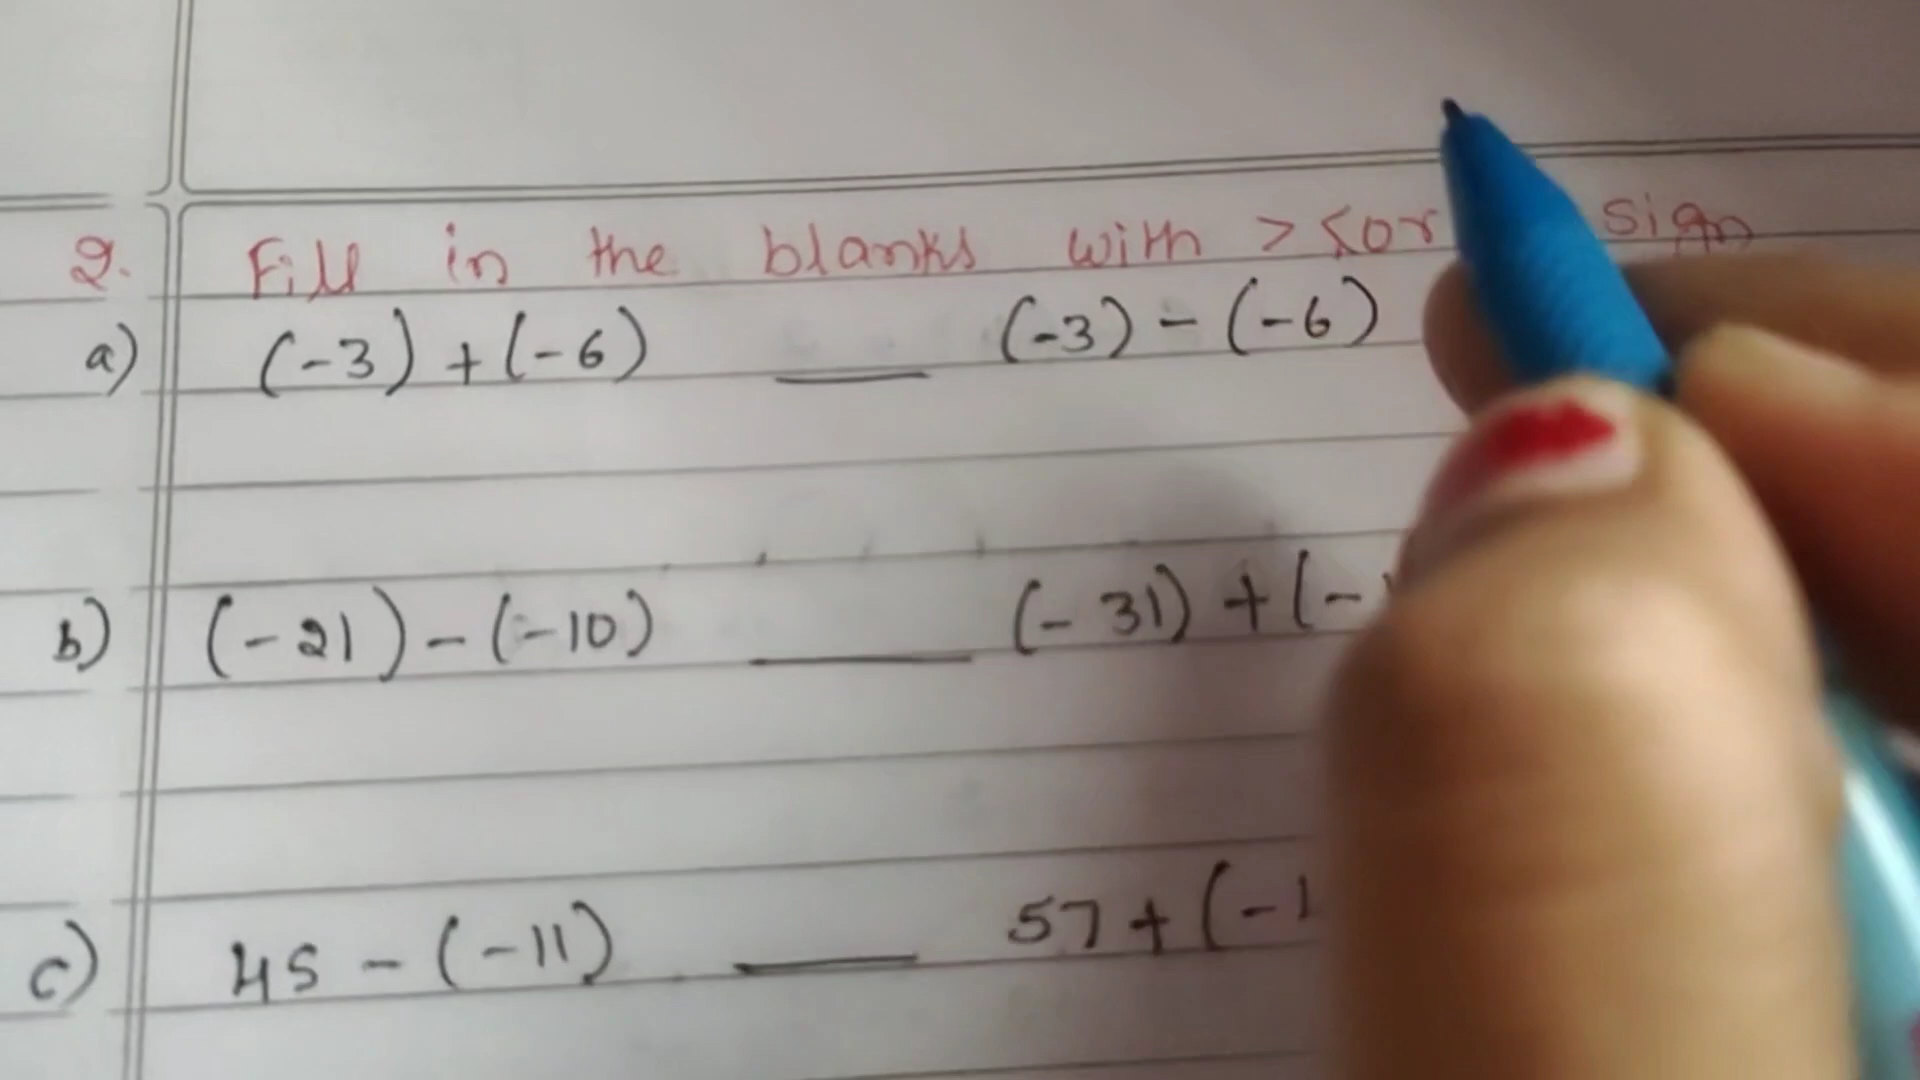 2. Fill in the blanks with > < or sign
a) (-3) + (-6) ____ (-3) - (-6)
b) (-21) - (-10) ____ (-31) + (-
c) 45 - (-11) ____ 57 + (-1